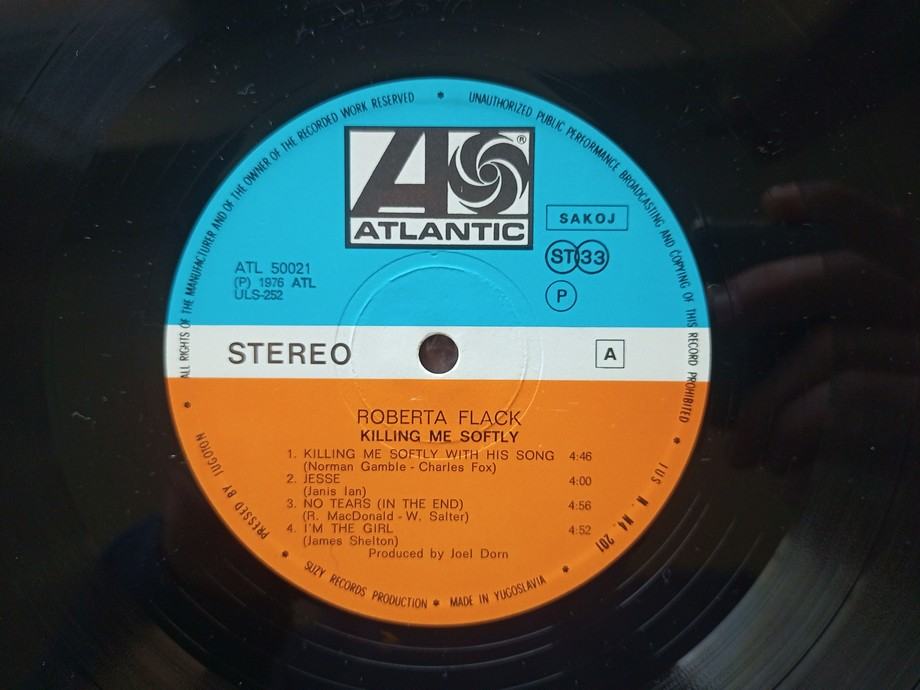 ALL RIGHTS OF THE MANUFACTURER AND OF THE OWNER OF THE RECORDED WORK RESERVED * UNAUTHORIZED PUBLIC PERFORMANCE BROADCASTING AND COPYING OF THIS RECORD PROHIBITED *
A
®
ATLANTIC
SAKOJ
ST 33
P
ATL 50021
(P) 1976 ATL
ULS-252
STEREO
A
ROBERTA FLACK
KILLING ME SOFTLY
1. KILLING ME SOFTLY WITH HIS SONG 4:46
(Norman Gamble - Charles Fox)
2. JESSE 4:00
(Janis Ian)
3. NO TEARS (IN THE END) 4:56
(R. MacDonald - W. Salter)
4. I'M THE GIRL 4:52
(James Shelton)
Produced by Joel Dorn
* PRESSED BY JUGOTON * SUZY RECORDS PRODUCTION * MADE IN YUGOSLAVIA * JUS N. N4. 201